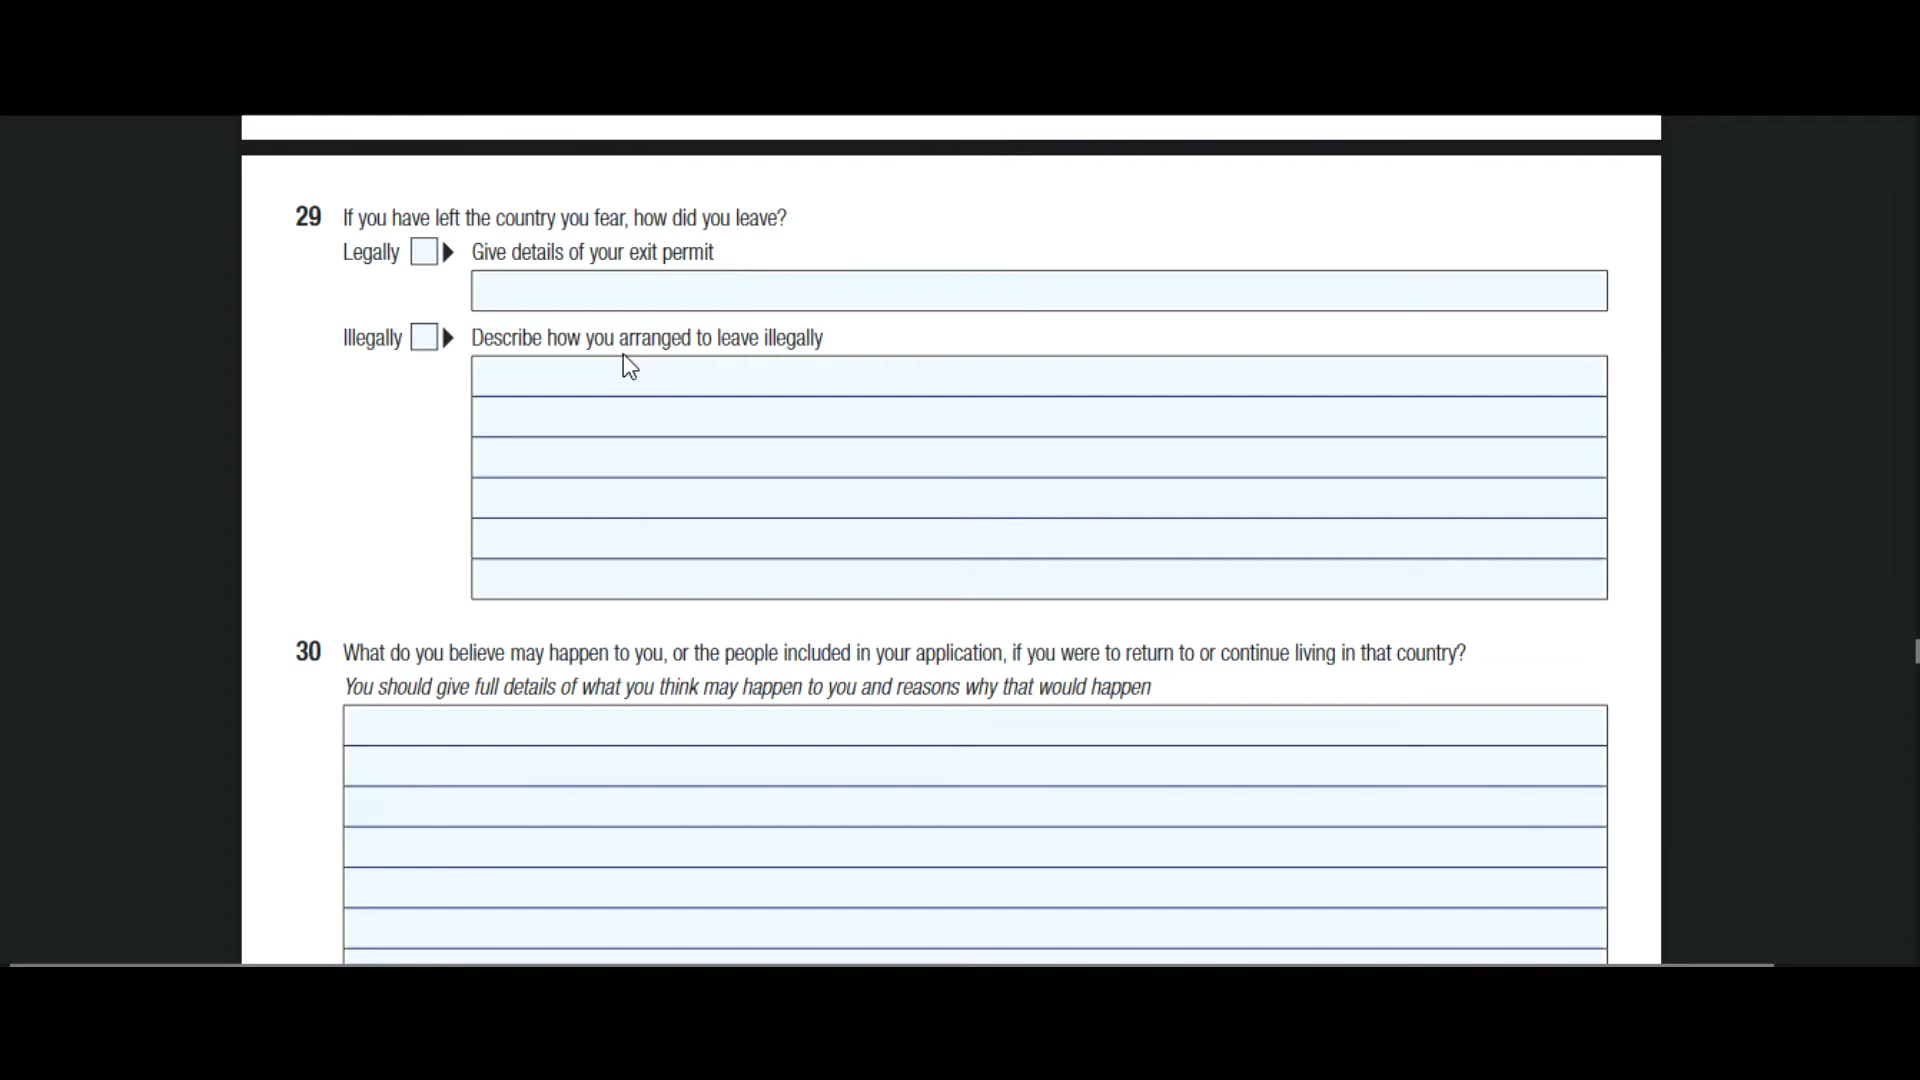 29 If you have left the country you fear, how did you leave?
Legally Give details of your exit permit
Illegally Describe how you arranged to leave illegally
30 What do you believe may happen to you, or the people included in your application, if you were to return to or continue living in that country?
You should give full details of what you think may happen to you and reasons why that would happen